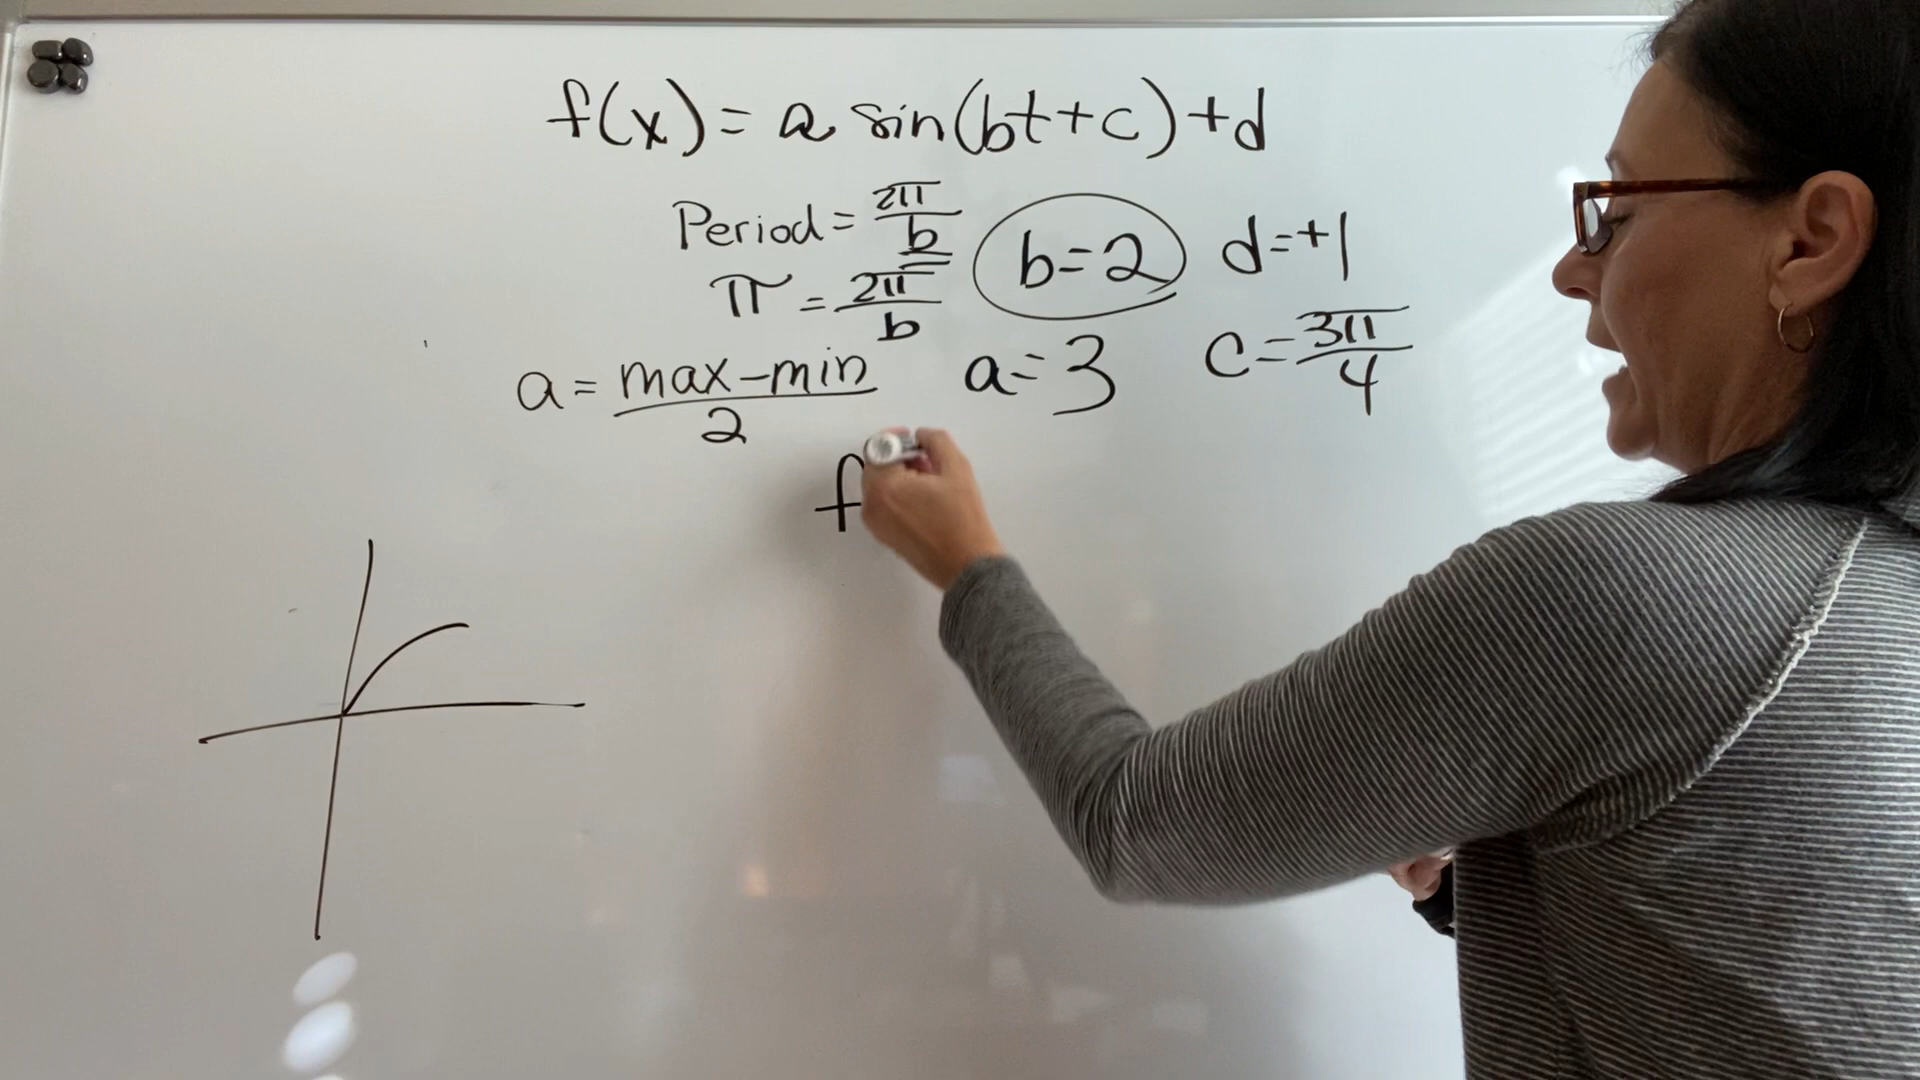 f(x) = a sin(bt+c)+d
Period = 2π/b b=2 d=+1
π = 2π/b
a = max-min/2 a=3 c=3π/4
f